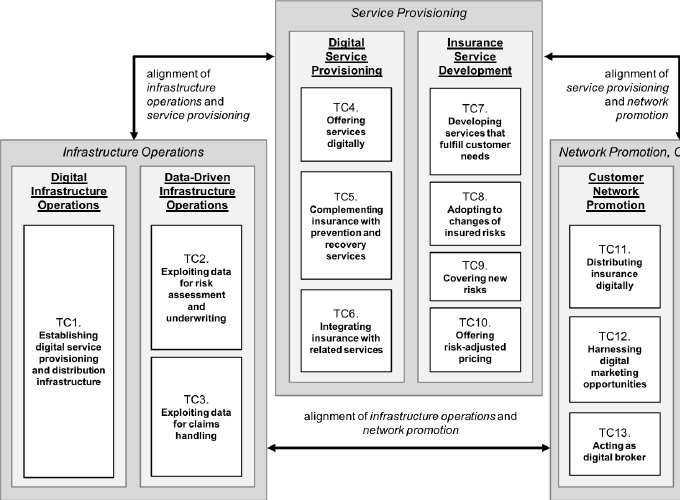 Service Provisioning
Digital
Service
Provisioning
TC4.
Offering
services
digitally
TC5.
Complementing
insurance with
prevention and
recovery
services
TC6.
Integrating
insurance with
related services
Insurance
Service
Development
TC7.
Developing
services that
fulfill customer
needs
TC8.
Adopting to
changes of
insured risks
TC9.
Covering new
risks
TC10.
Offering
risk-adjusted
pricing
alignment of
infrastructure
operations and
service provisioning
alignment of
service provisioning
and network
promotion
Infrastructure Operations
Digital
Infrastructure
Operations
TC1.
Establishing
digital service
provisioning
and distribution
infrastructure
Data-Driven
Infrastructure
Operations
TC2.
Exploiting data
for risk
assessment
and
underwriting
TC3.
Exploiting data
for claims
handling
Network Promotion, C
Customer
Network
Promotion
TC11.
Distributing
insurance
digitally
TC12.
Harnessing
digital
marketing
opportunities
TC13.
Acting as
digital broker
alignment of infrastructure operations and
network promotion